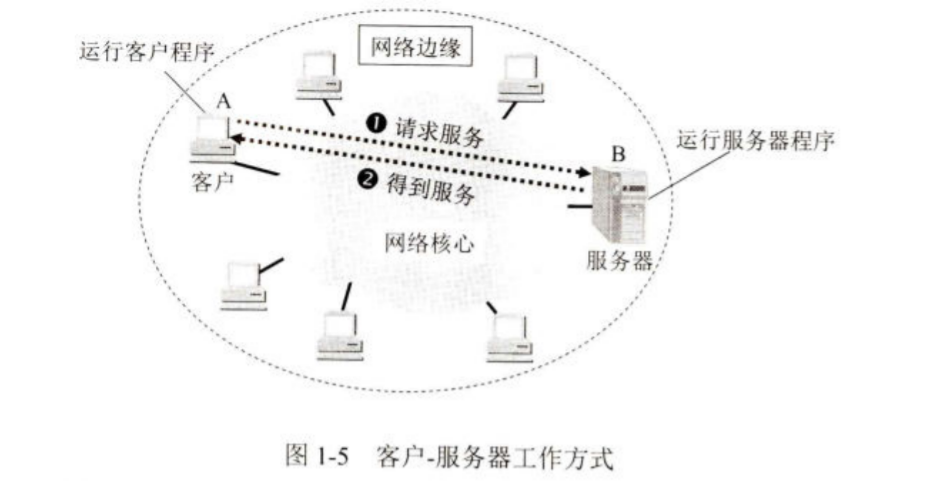 网络边缘
运行客户程序
A
❶ 请求服务
B
运行服务器程序
客户
❷ 得到服务
网络核心
服务器
图 1-5 客户-服务器工作方式